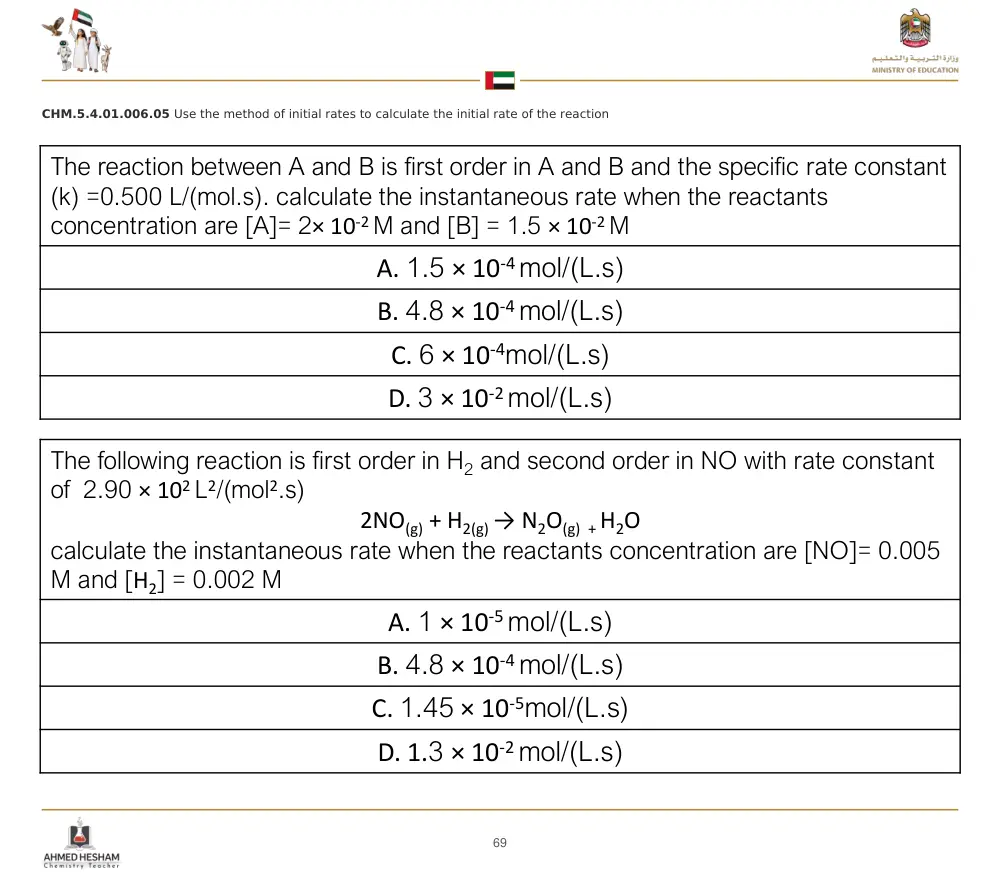 وزارة التربية والتعليم
MINISTRY OF EDUCATION
CHM.5.4.01.006.05 Use the method of initial rates to calculate the initial rate of the reaction
The reaction between A and B is first order in A and B and the specific rate constant
(k) =0.500 L/(mol.s). calculate the instantaneous rate when the reactants
concentration are [A]= 2× 10⁻² M and [B] = 1.5 × 10⁻² M
A. 1.5 × 10⁻⁴ mol/(L.s)
B. 4.8 × 10⁻⁴ mol/(L.s)
C. 6 × 10⁻⁴mol/(L.s)
D. 3 × 10⁻² mol/(L.s)
The following reaction is first order in H₂ and second order in NO with rate constant
of 2.90 × 10² L²/(mol².s)
2NO₍g₎ + H₂₍g₎ → N₂O₍g₎ ₊ H₂O
calculate the instantaneous rate when the reactants concentration are [NO]= 0.005
M and [H₂] = 0.002 M
A. 1 × 10⁻⁵ mol/(L.s)
B. 4.8 × 10⁻⁴ mol/(L.s)
C. 1.45 × 10⁻⁵mol/(L.s)
D. 1.3 × 10⁻² mol/(L.s)
AHMED HESHAM
Chemistry Teacher
69